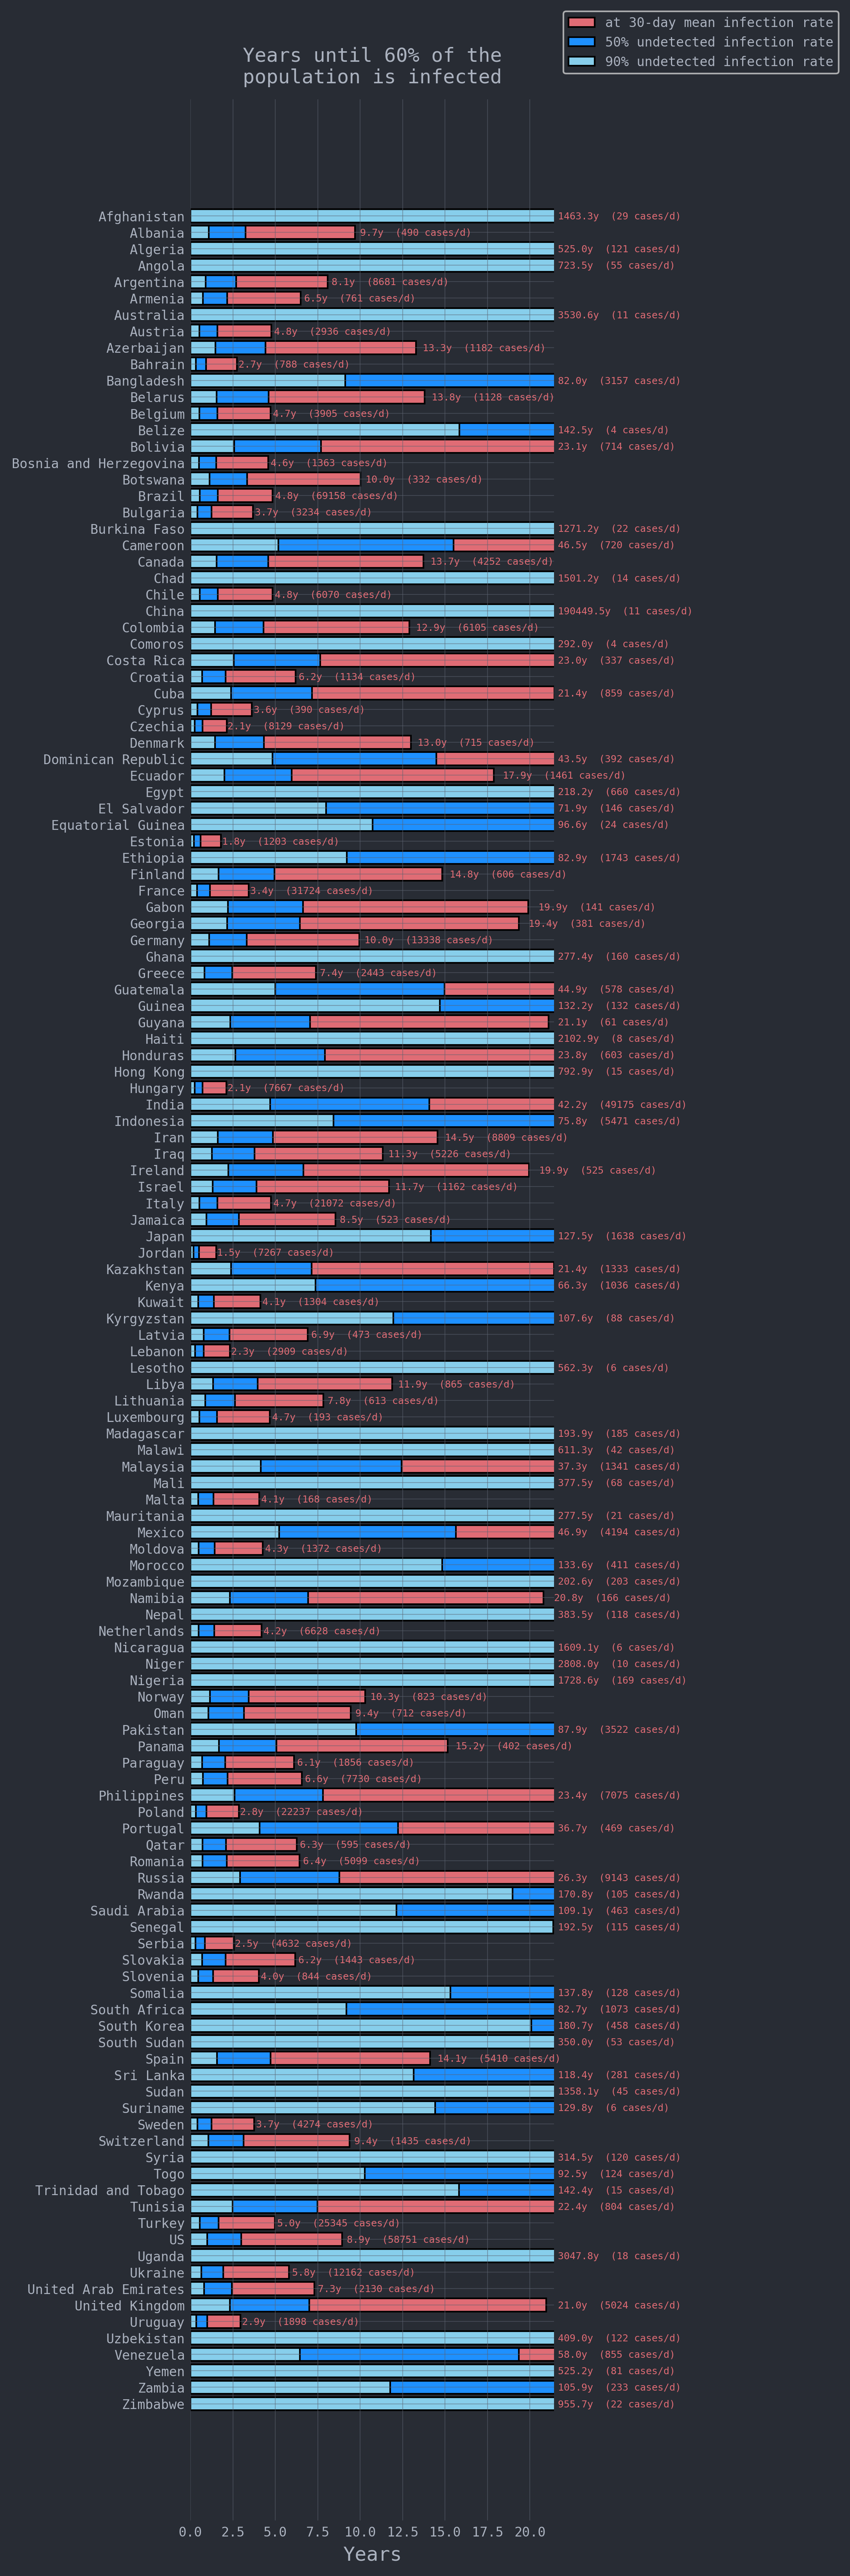 at 30-day mean infection rate
50% undetected infection rate
90% undetected infection rate
Years until 60% of the
population is infected
Afghanistan 1463.3y (29 cases/d)
Albania 9.7y (490 cases/d)
Algeria 525.0y (121 cases/d)
Angola 723.5y (55 cases/d)
Argentina 8.1y (8681 cases/d)
Armenia 6.5y (761 cases/d)
Australia 3530.6y (11 cases/d)
Austria 4.8y (2936 cases/d)
Azerbaijan 13.3y (1182 cases/d)
Bahrain 2.7y (788 cases/d)
Bangladesh 82.0y (3157 cases/d)
Belarus 13.8y (1128 cases/d)
Belgium 4.7y (3905 cases/d)
Belize 142.5y (4 cases/d)
Bolivia 23.1y (714 cases/d)
Bosnia and Herzegovina 4.6y (1363 cases/d)
Botswana 10.0y (332 cases/d)
Brazil 4.8y (69158 cases/d)
Bulgaria 3.7y (3234 cases/d)
Burkina Faso 1271.2y (22 cases/d)
Cameroon 46.5y (720 cases/d)
Canada 13.7y (4252 cases/d)
Chad 1501.2y (14 cases/d)
Chile 4.8y (6070 cases/d)
China 190449.5y (11 cases/d)
Colombia 12.9y (6105 cases/d)
Comoros 292.0y (4 cases/d)
Costa Rica 23.0y (337 cases/d)
Croatia 6.2y (1134 cases/d)
Cuba 21.4y (859 cases/d)
Cyprus 3.6y (390 cases/d)
Czechia 2.1y (8129 cases/d)
Denmark 13.0y (715 cases/d)
Dominican Republic 43.5y (392 cases/d)
Ecuador 17.9y (1461 cases/d)
Egypt 218.2y (660 cases/d)
El Salvador 71.9y (146 cases/d)
Equatorial Guinea 96.6y (24 cases/d)
Estonia 1.8y (1203 cases/d)
Ethiopia 82.9y (1743 cases/d)
Finland 14.8y (606 cases/d)
France 3.4y (31724 cases/d)
Gabon 19.9y (141 cases/d)
Georgia 19.4y (381 cases/d)
Germany 10.0y (13338 cases/d)
Ghana 277.4y (160 cases/d)
Greece 7.4y (2443 cases/d)
Guatemala 44.9y (578 cases/d)
Guinea 132.2y (132 cases/d)
Guyana 21.1y (61 cases/d)
Haiti 2102.9y (8 cases/d)
Honduras 23.8y (603 cases/d)
Hong Kong 792.9y (15 cases/d)
Hungary 2.1y (7667 cases/d)
India 42.2y (49175 cases/d)
Indonesia 75.8y (5471 cases/d)
Iran 14.5y (8809 cases/d)
Iraq 11.3y (5226 cases/d)
Ireland 19.9y (525 cases/d)
Israel 11.7y (1162 cases/d)
Italy 4.7y (21072 cases/d)
Jamaica 8.5y (523 cases/d)
Japan 127.5y (1638 cases/d)
Jordan 1.5y (7267 cases/d)
Kazakhstan 21.4y (1333 cases/d)
Kenya 66.3y (1036 cases/d)
Kuwait 4.1y (1304 cases/d)
Kyrgyzstan 107.6y (88 cases/d)
Latvia 6.9y (473 cases/d)
Lebanon 2.3y (2909 cases/d)
Lesotho 562.3y (6 cases/d)
Libya 11.9y (865 cases/d)
Lithuania 7.8y (613 cases/d)
Luxembourg 4.7y (193 cases/d)
Madagascar 193.9y (185 cases/d)
Malawi 611.3y (42 cases/d)
Malaysia 37.3y (1341 cases/d)
Mali 377.5y (68 cases/d)
Malta 4.1y (168 cases/d)
Mauritania 277.5y (21 cases/d)
Mexico 46.9y (4194 cases/d)
Moldova 4.3y (1372 cases/d)
Morocco 133.6y (411 cases/d)
Mozambique 202.6y (203 cases/d)
Namibia 20.8y (166 cases/d)
Nepal 383.5y (118 cases/d)
Netherlands 4.2y (6628 cases/d)
Nicaragua 1609.1y (6 cases/d)
Niger 2808.0y (10 cases/d)
Nigeria 1728.6y (169 cases/d)
Norway 10.3y (823 cases/d)
Oman 9.4y (712 cases/d)
Pakistan 87.9y (3522 cases/d)
Panama 15.2y (402 cases/d)
Paraguay 6.1y (1856 cases/d)
Peru 6.6y (7730 cases/d)
Philippines 23.4y (7075 cases/d)
Poland 2.8y (22237 cases/d)
Portugal 36.7y (469 cases/d)
Qatar 6.3y (595 cases/d)
Romania 6.4y (5099 cases/d)
Russia 26.3y (9143 cases/d)
Rwanda 170.8y (105 cases/d)
Saudi Arabia 109.1y (463 cases/d)
Senegal 192.5y (115 cases/d)
Serbia 2.5y (4632 cases/d)
Slovakia 6.2y (1443 cases/d)
Slovenia 4.0y (844 cases/d)
Somalia 137.8y (128 cases/d)
South Africa 82.7y (1073 cases/d)
South Korea 180.7y (458 cases/d)
South Sudan 350.0y (53 cases/d)
Spain 14.1y (5410 cases/d)
Sri Lanka 118.4y (281 cases/d)
Sudan 1358.1y (45 cases/d)
Suriname 129.8y (6 cases/d)
Sweden 3.7y (4274 cases/d)
Switzerland 9.4y (1435 cases/d)
Syria 314.5y (120 cases/d)
Togo 92.5y (124 cases/d)
Trinidad and Tobago 142.4y (15 cases/d)
Tunisia 22.4y (804 cases/d)
Turkey 5.0y (25345 cases/d)
US 8.9y (58751 cases/d)
Uganda 3047.8y (18 cases/d)
Ukraine 5.8y (12162 cases/d)
United Arab Emirates 7.3y (2130 cases/d)
United Kingdom 21.0y (5024 cases/d)
Uruguay 2.9y (1898 cases/d)
Uzbekistan 409.0y (122 cases/d)
Venezuela 58.0y (855 cases/d)
Yemen 525.2y (81 cases/d)
Zambia 105.9y (233 cases/d)
Zimbabwe 955.7y (22 cases/d)
0.0 2.5 5.0 7.5 10.0 12.5 15.0 17.5 20.0
Years